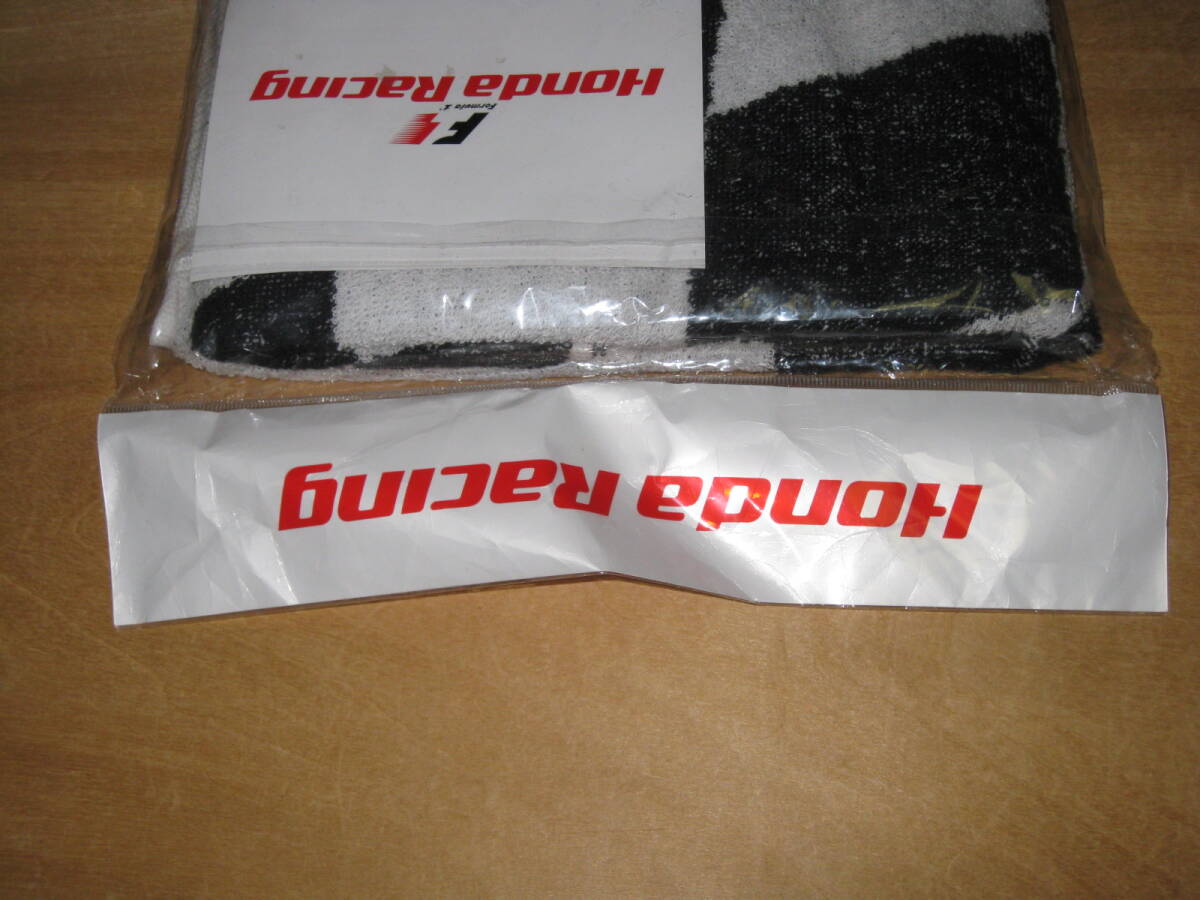 Honda Racing
F1
Formula 1
Honda Racing